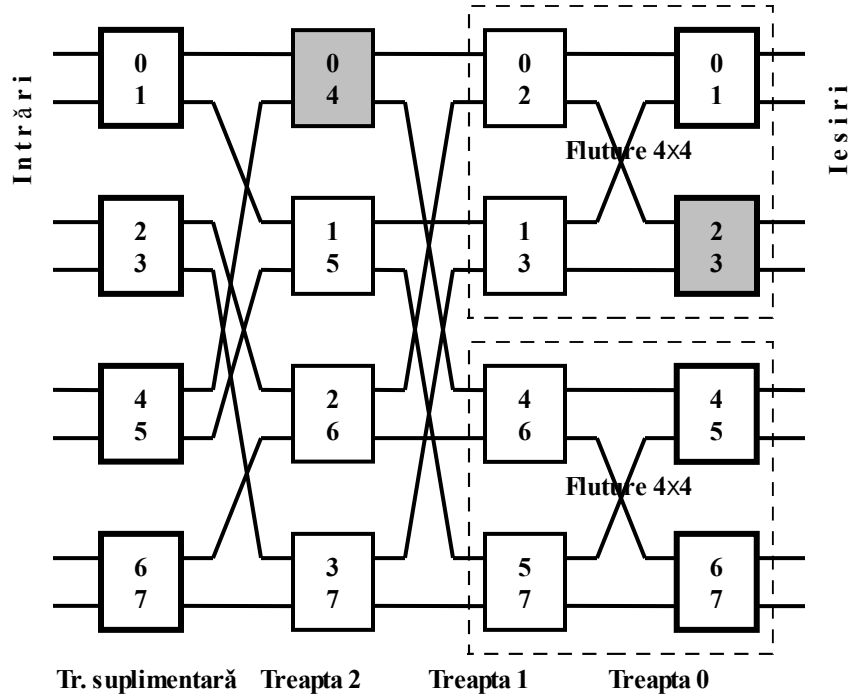 Intrări
Iesiri
0 0 0 0
1 4 2 1
Fluture 4×4
2 1 1 2
3 5 3 3
4 2 4 4
5 6 6 5
Fluture 4×4
6 3 5 6
7 7 7 7
Tr. suplimentară Treapta 2 Treapta 1 Treapta 0